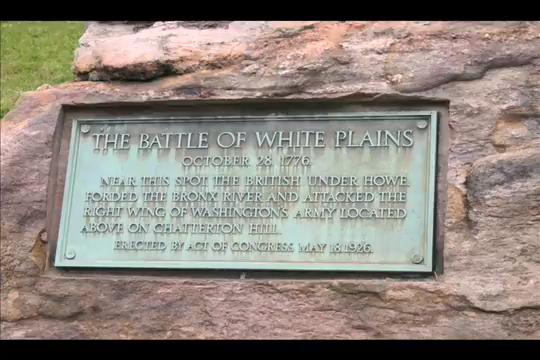 THE BATTLE OF WHITE PLAINS
OCTOBER 28, 1776.
NEAR THIS SPOT THE BRITISH UNDER HOWE,
FORDED THE BRONX RIVER AND ATTACKED THE
RIGHT WING OF WASHINGTON'S ARMY LOCATED
ABOVE ON CHATTERTON HILL.
ERECTED BY ACT OF CONGRESS, MAY 18, 1926.